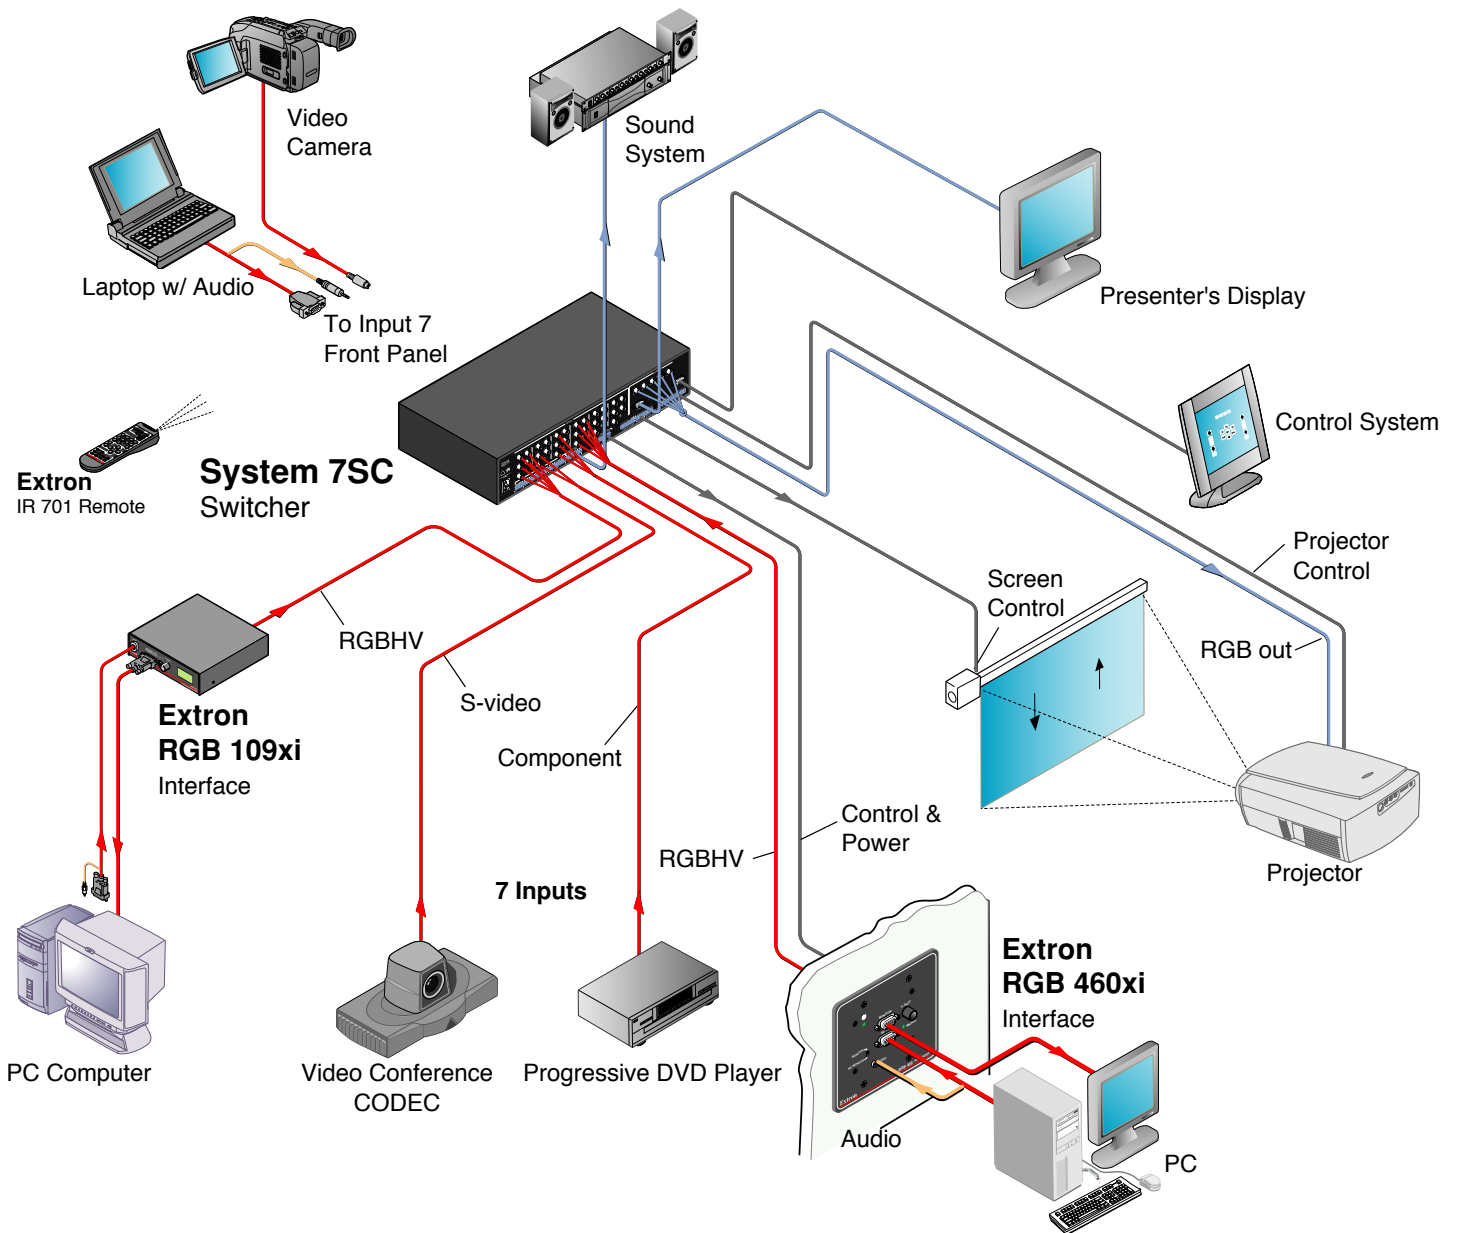 Video
Camera
Sound
System
Laptop w/ Audio
To Input 7
Front Panel
Presenter's Display
Control System
Extron
IR 701 Remote
System 7SC
Switcher
Projector
Control
Screen
Control
RGBHV
RGB out
S-video
Extron
RGB 109xi
Interface
Component
Control &
Power
RGBHV
Projector
7 Inputs
Extron
RGB 460xi
Interface
PC Computer
Video Conference
CODEC
Progressive DVD Player
Extron
Audio
PC